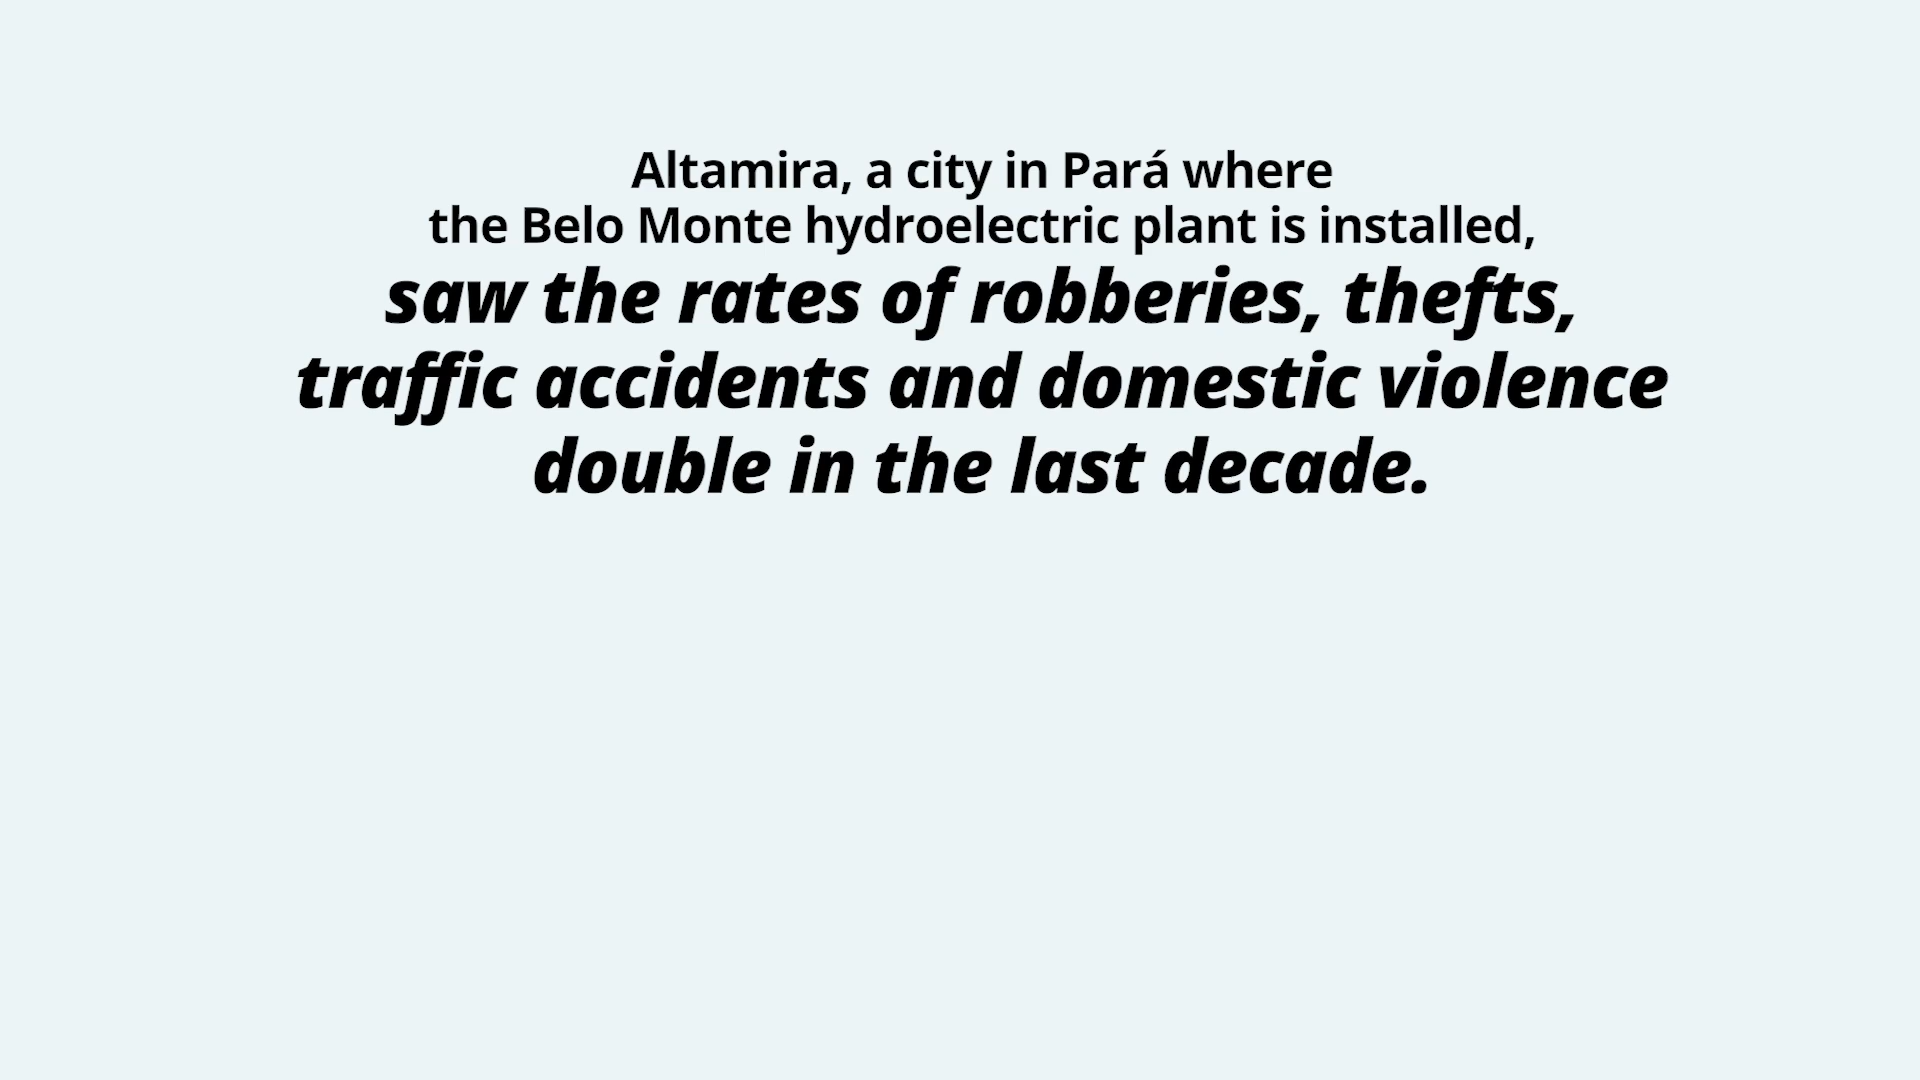 Altamira, a city in Pará where
the Belo Monte hydroelectric plant is installed,
saw the rates of robberies, thefts,
traffic accidents and domestic violence
double in the last decade.